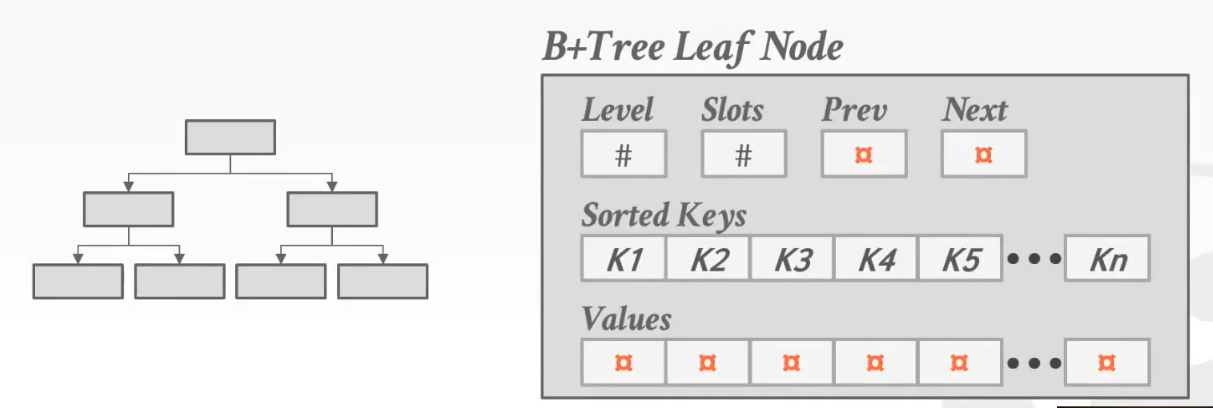 B+Tree Leaf Node
Level Slots Prev Next
# # ¤ ¤
Sorted Keys
K1 K2 K3 K4 K5 ••• Kn
Values
¤ ¤ ¤ ¤ ¤ ••• ¤